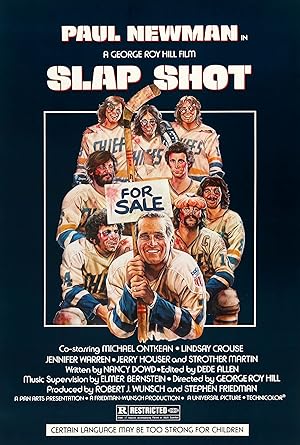 PAUL NEWMAN IN
A GEORGE ROY HILL FILM
SLAP SHOT
CHIEFS
FOR
SALE
Co-starring MICHAEL ONTKEAN • LINDSAY CROUSE
JENNIFER WARREN • JERRY HOUSER and STROTHER MARTIN
Written by NANCY DOWD • Edited by DEDE ALLEN
Music Supervision by ELMER BERNSTEIN • Directed by GEORGE ROY HILL
Produced by ROBERT J. WUNSCH and STEPHEN FRIEDMAN
A PAN ARTS PRESENTATION • A FRIEDMAN-WUNSCH PRODUCTION • A UNIVERSAL PICTURE • TECHNICOLOR®
R RESTRICTED
CERTAIN LANGUAGE MAY BE TOO STRONG FOR CHILDREN